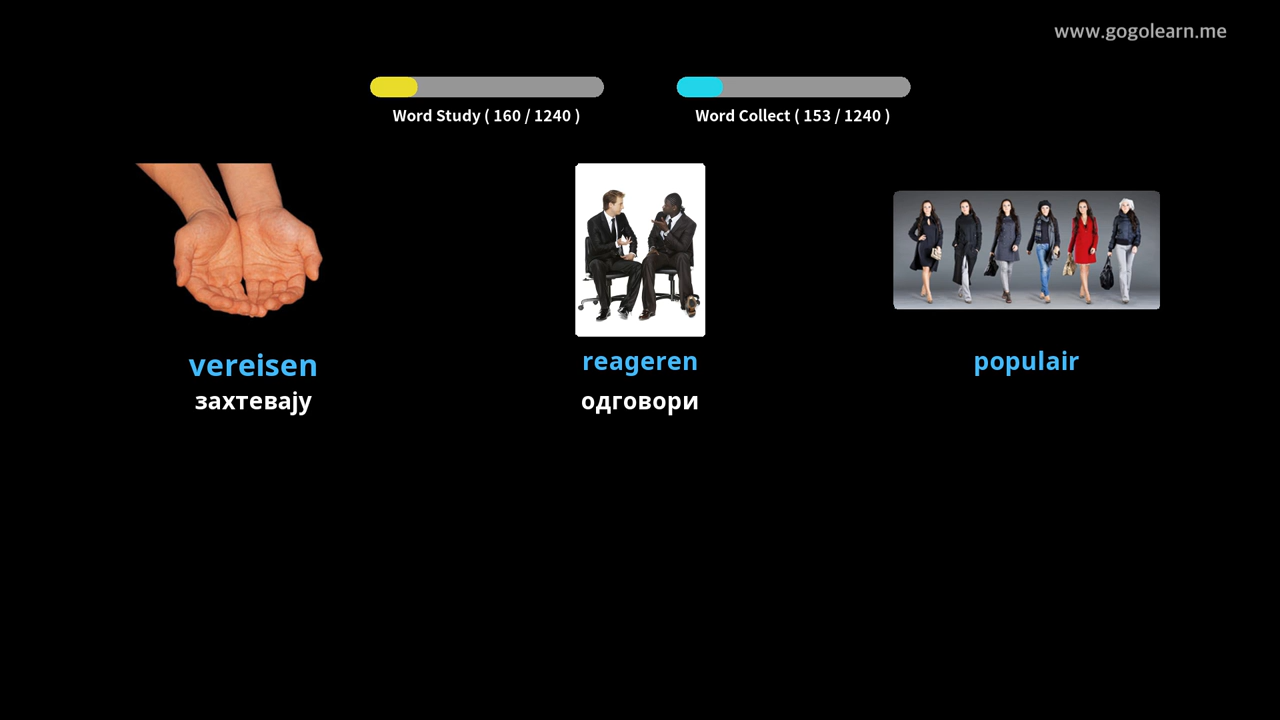 www.gogolearn.me
Word Study ( 160 / 1240 )
Word Collect ( 153 / 1240 )
vereisen
захтевају
reageren
одговори
populair